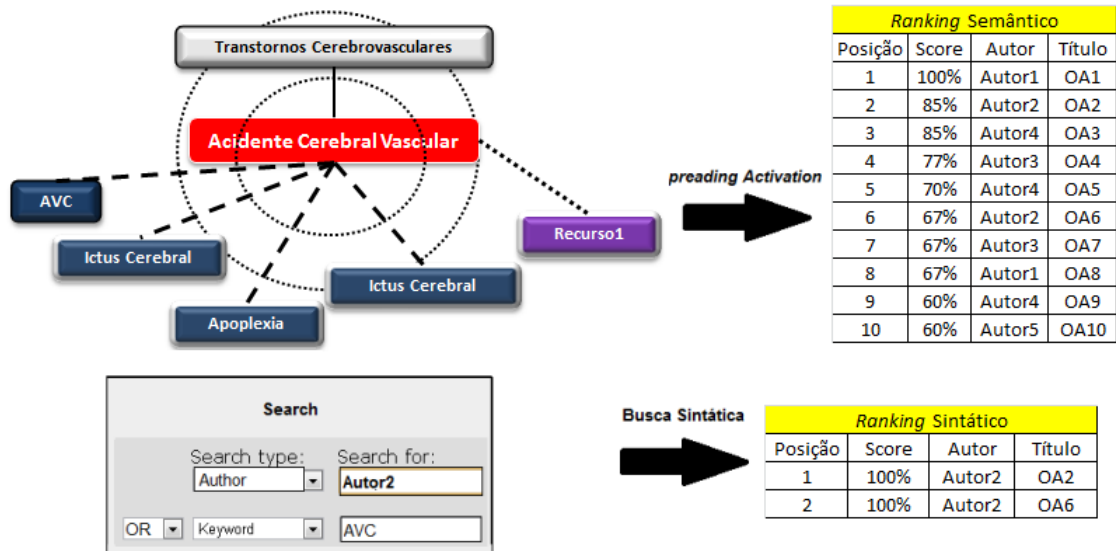 Transtornos Cerebrovasculares
Acidente Cerebral Vascular
AVC
Ictus Cerebral
Apoplexia
Ictus Cerebral
Recurso1
preading Activation
Ranking Semântico
Posição Score Autor Título
1 100% Autor1 OA1
2 85% Autor2 OA2
3 85% Autor4 OA3
4 77% Autor3 OA4
5 70% Autor4 OA5
6 67% Autor2 OA6
7 67% Autor3 OA7
8 67% Autor1 OA8
9 60% Autor4 OA9
10 60% Autor5 OA10
Search
Search type: Search for:
Author Autor2
OR Keyword AVC
Busca Sintática
Ranking Sintático
Posição Score Autor Título
1 100% Autor2 OA2
2 100% Autor2 OA6